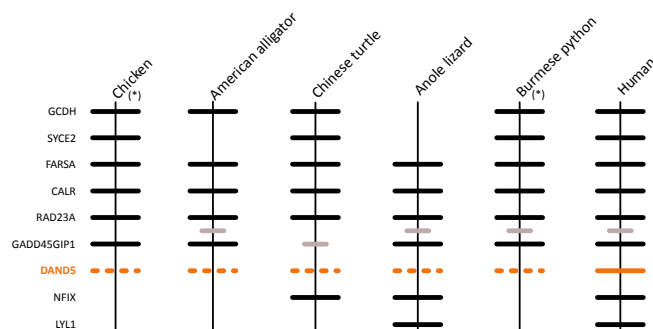 Chicken
(*)
American alligator
Chinese turtle
Anole lizard
Burmese python
(*)
Human
GCDH
SYCE2
FARSA
CALR
RAD23A
GADD45GIP1
DAND5
NFIX
LYL1